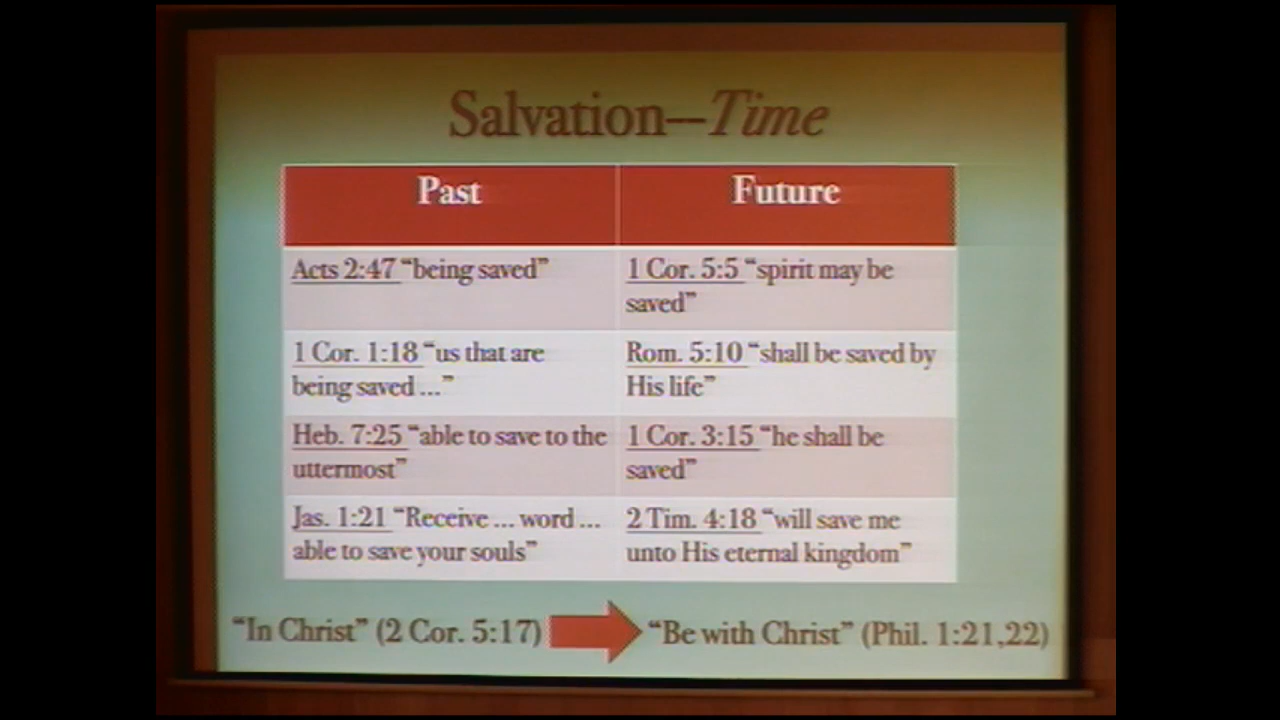 Salvation—Time
Past
Future
Acts 2:47 “being saved”
1 Cor. 5:5 “spirit may be
saved”
1 Cor. 1:18 “us that are
being saved ...”
Rom. 5:10 “shall be saved by
His life”
Heb. 7:25 “able to save to the
uttermost”
1 Cor. 3:15 “he shall be
saved”
Jas. 1:21 “Receive ... word ...
able to save your souls”
2 Tim. 4:18 “will save me
unto His eternal kingdom”
“In Christ” (2 Cor. 5:17)
“Be with Christ” (Phil. 1:21,22)